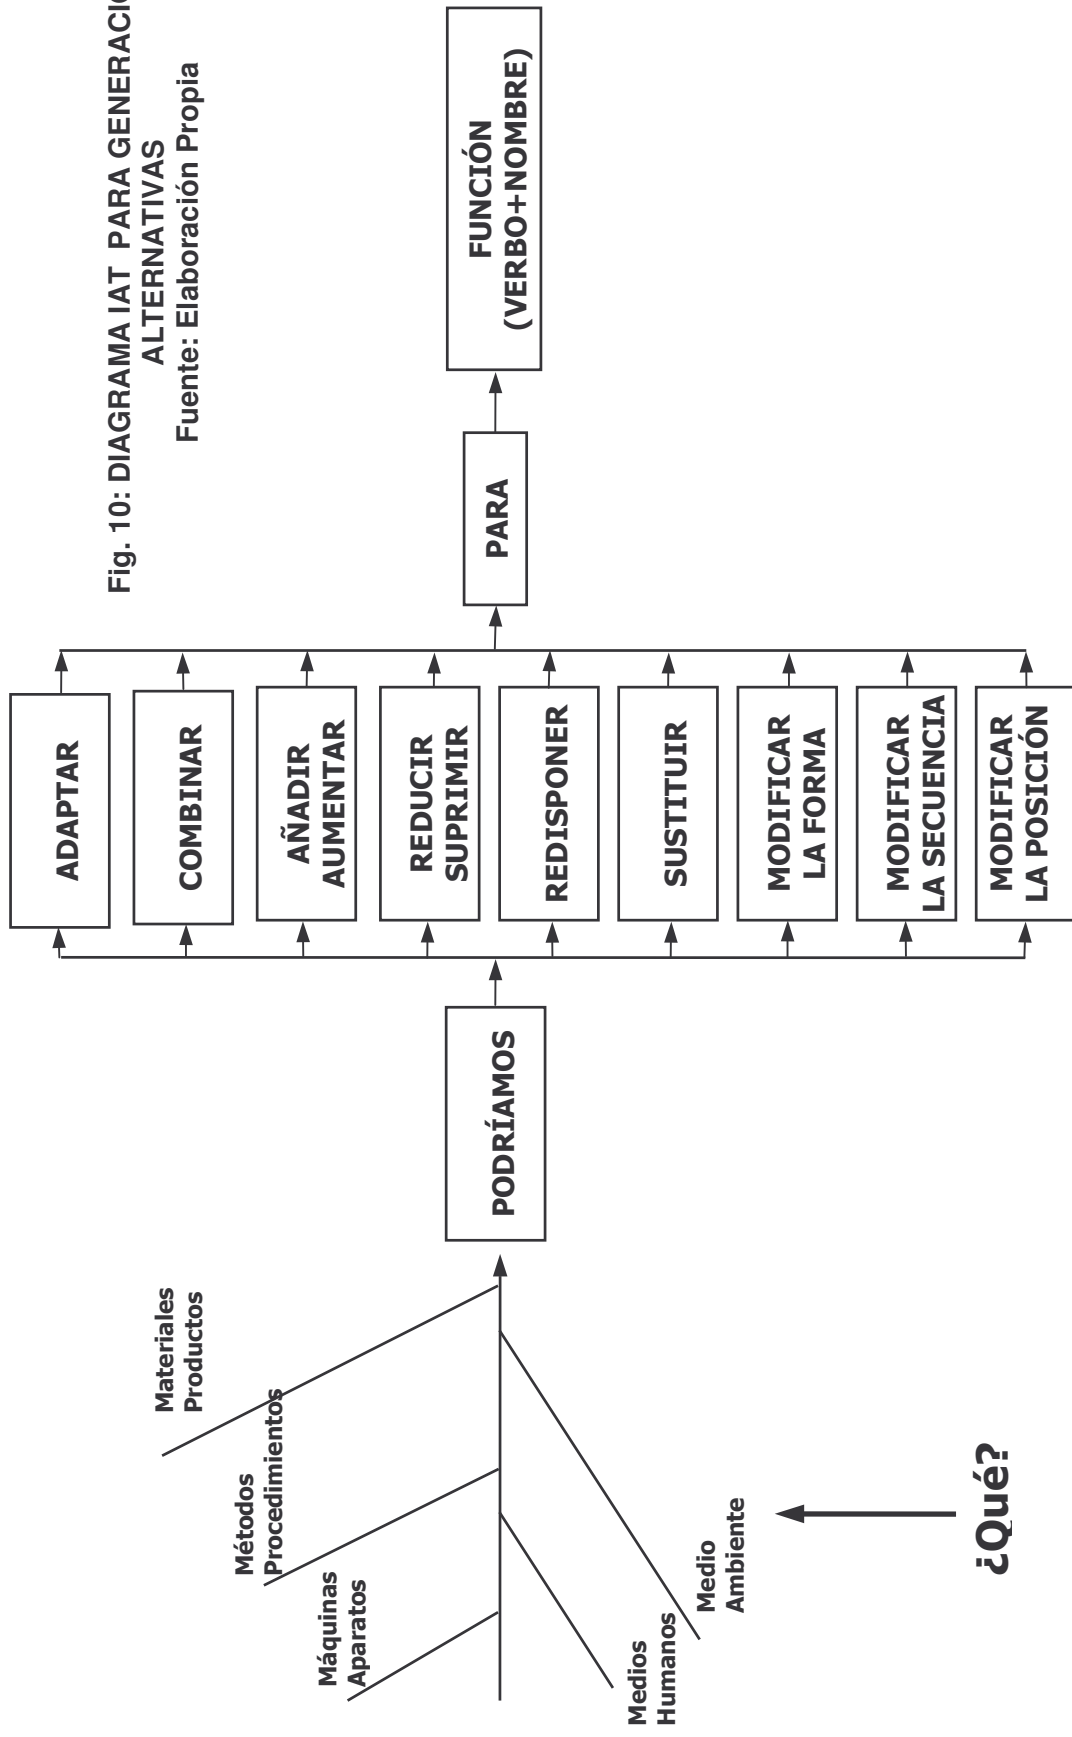 Fig. 10: DIAGRAMA IAT PARA GENERACIO
ALTERNATIVAS
Fuente: Elaboración Propia
Materiales
Productos
Métodos
Procedimientos
Máquinas
Aparatos
Medios
Humanos
Medio
Ambiente
¿Qué?
PODRÍAMOS
ADAPTAR
COMBINAR
AÑADIR
AUMENTAR
REDUCIR
SUPRIMIR
REDISPONER
SUSTITUIR
MODIFICAR
LA FORMA
MODIFICAR
LA SECUENCIA
MODIFICAR
LA POSICIÓN
PARA
FUNCIÓN
(VERBO+NOMBRE)